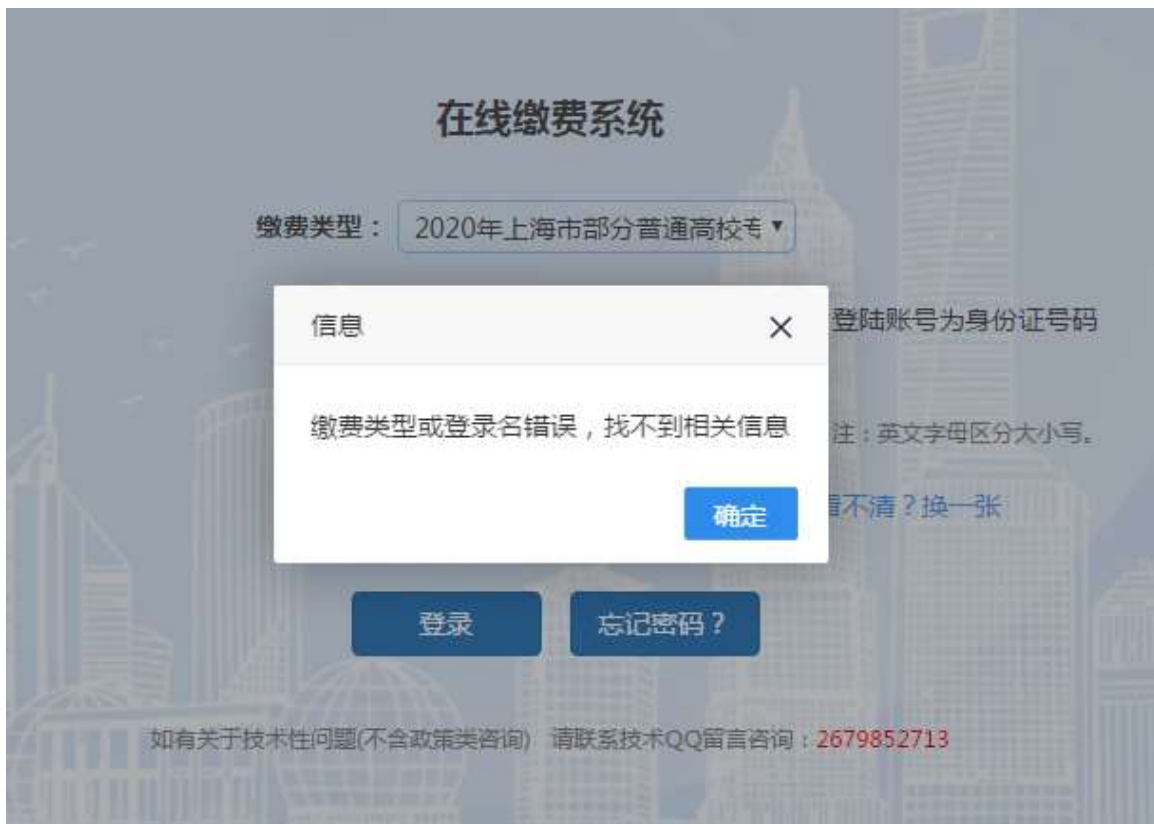 在线缴费系统
缴费类型： 2020年上海市部分普通高校专
信息
登陆账号为身份证号码
缴费类型或登录名错误，找不到相关信息
注：英文字母区分大小写。
看不清？换一张
确定
登录 忘记密码？
如有关于技术性问题(不含政策类咨询) 请联系技术QQ留言咨询：2679852713